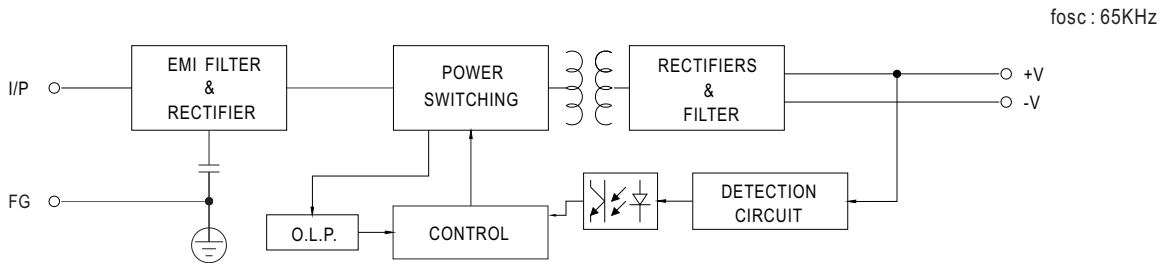 fosc : 65KHz
I/P
EMI FILTER
&
RECTIFIER
POWER
SWITCHING
RECTIFIERS
&
FILTER
+V
-V
FG
O.L.P.
CONTROL
DETECTION
CIRCUIT